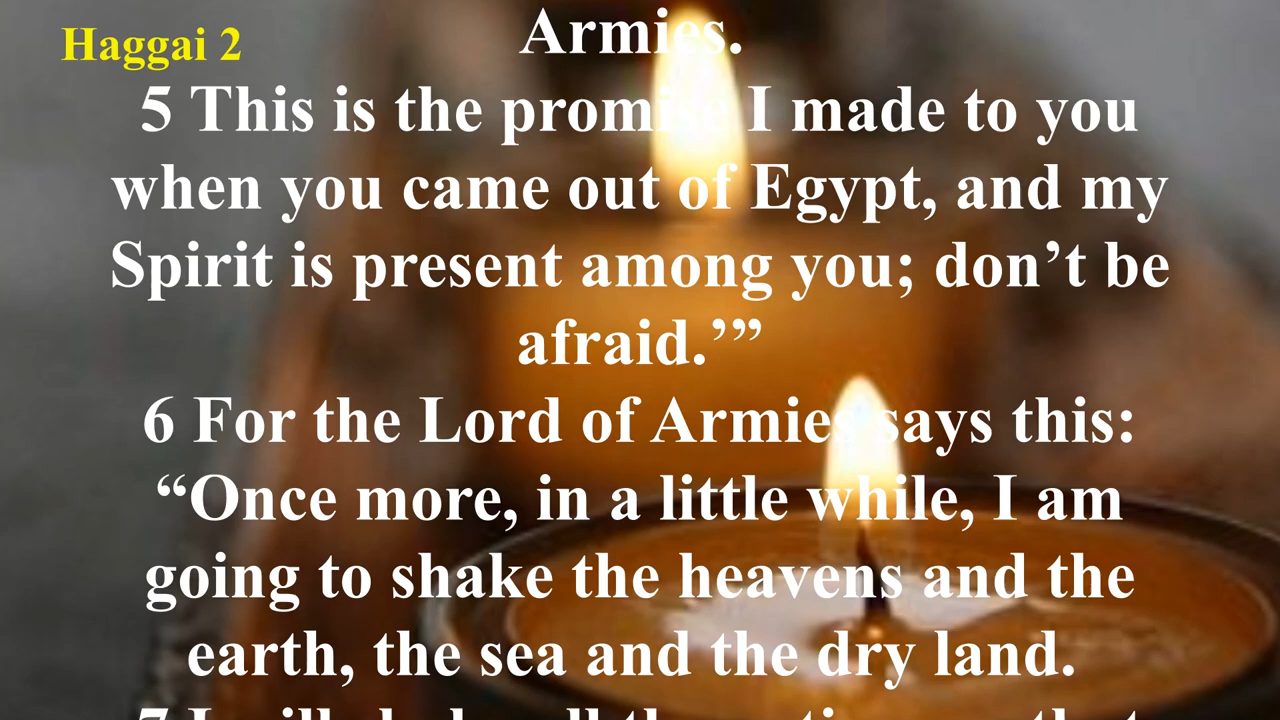 Haggai 2
Armies.
5 This is the promise I made to you
when you came out of Egypt, and my
Spirit is present among you; don’t be
afraid.’”
6 For the Lord of Armies says this:
“Once more, in a little while, I am
going to shake the heavens and the
earth, the sea and the dry land.